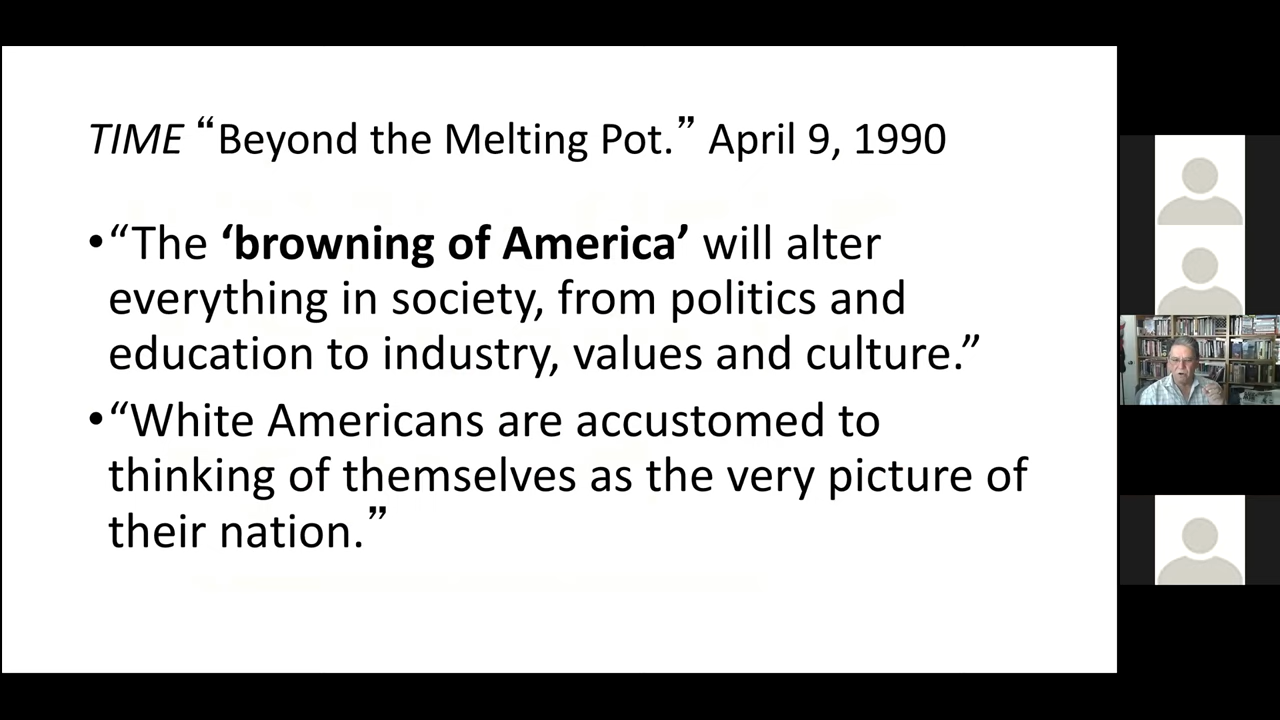 TIME “Beyond the Melting Pot.” April 9, 1990
•“The ‘browning of America’ will alter
everything in society, from politics and
education to industry, values and culture.”
•“White Americans are accustomed to
thinking of themselves as the very picture of
their nation.”